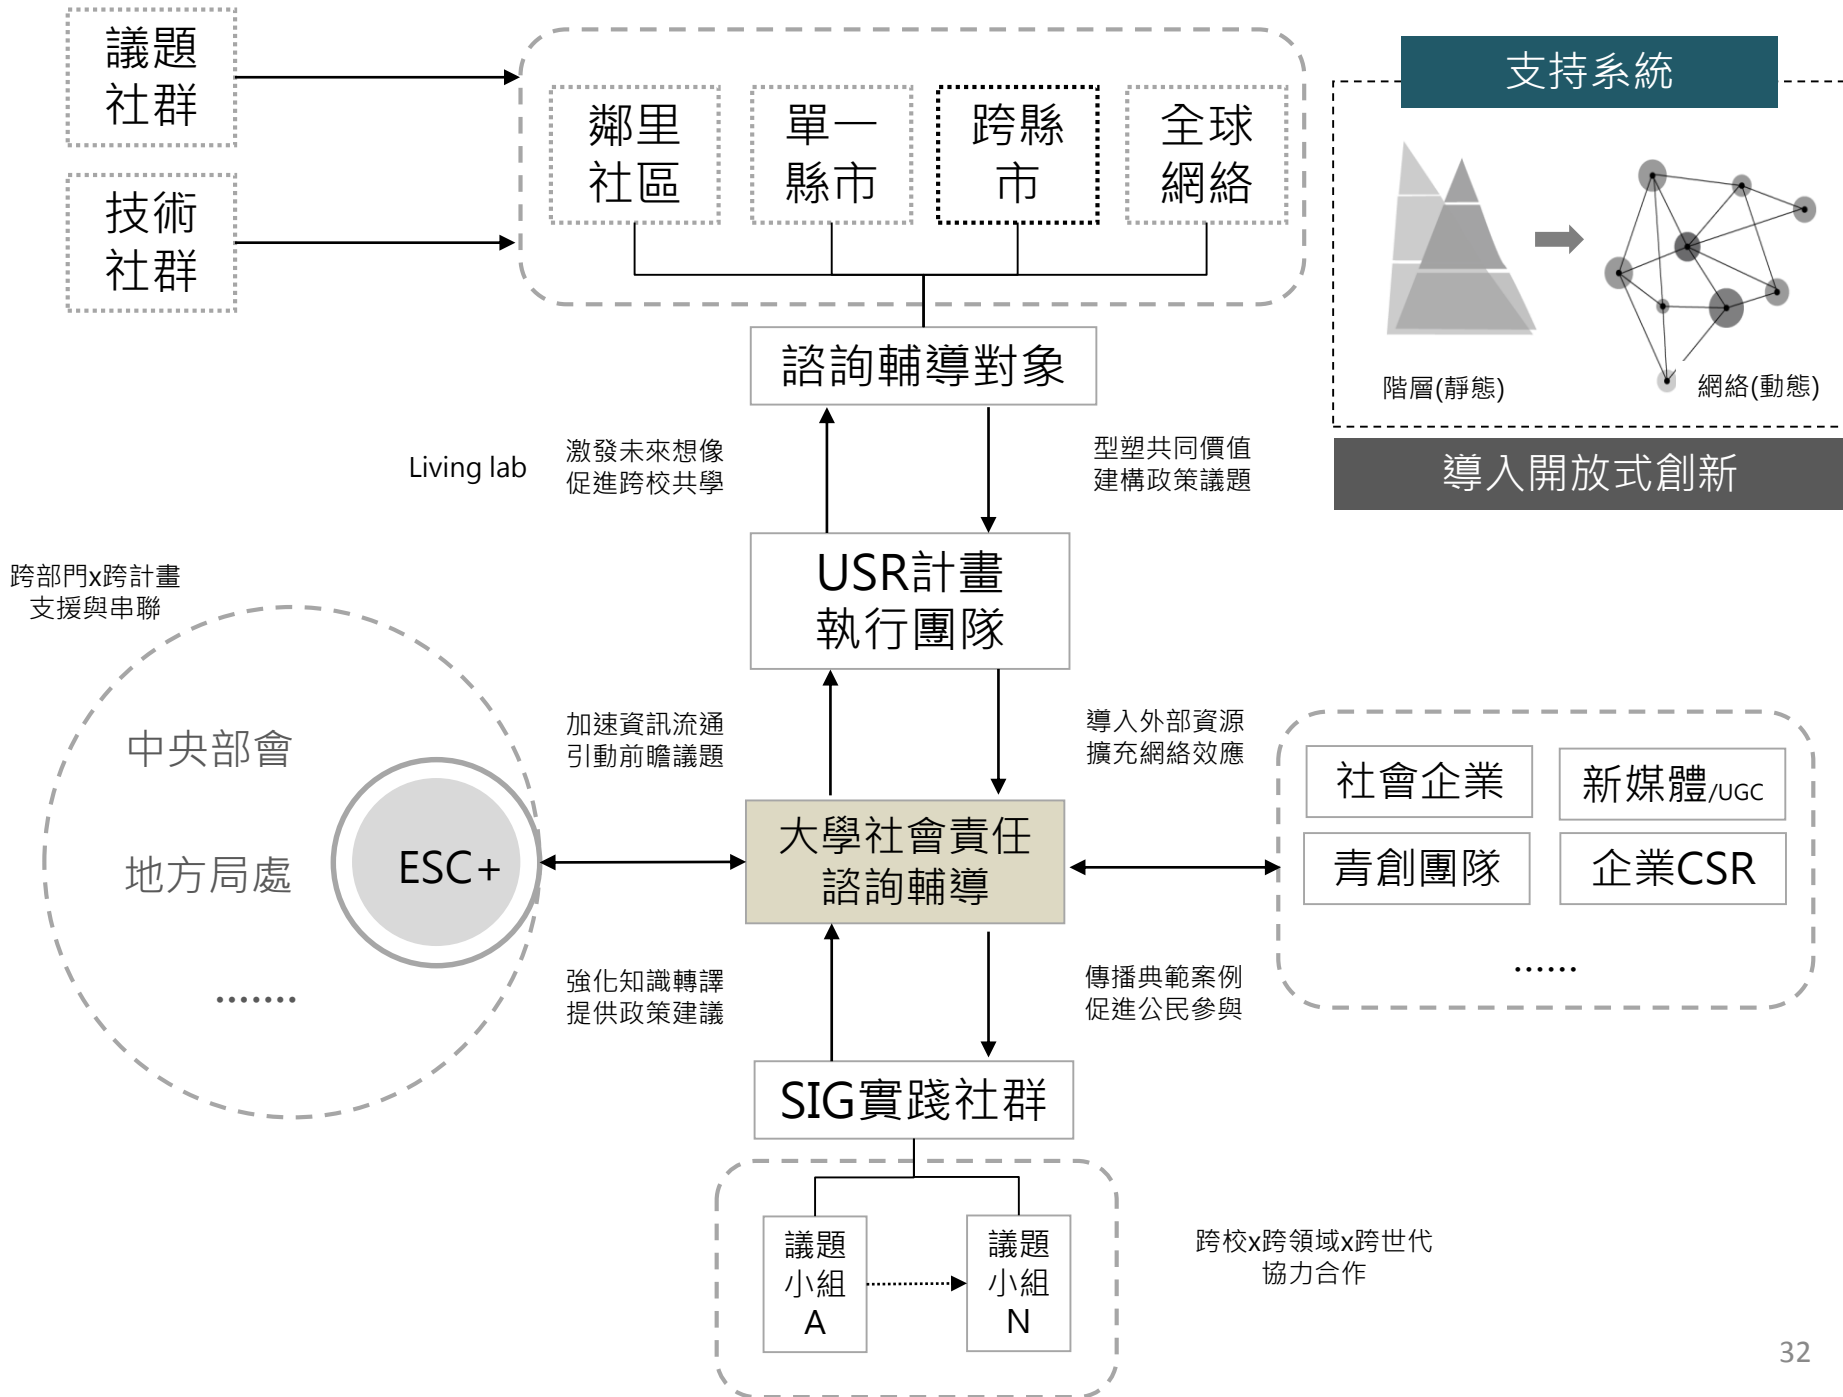 議題
社群
技術
社群
鄰里
社區
單一
縣市
跨縣
市
全球
網絡
支持系統
階層(靜態)
網絡(動態)
導入開放式創新
諮詢輔導對象
Living lab
激發未來想像
促進跨校共學
型塑共同價值
建構政策議題
USR計畫
執行團隊
跨部門x跨計畫
支援與串聯
中央部會
地方局處
.......
ESC+
加速資訊流通
引動前瞻議題
導入外部資源
擴充網絡效應
大學社會責任
諮詢輔導
社會企業
新媒體/UGC
青創團隊
企業CSR
......
強化知識轉譯
提供政策建議
傳播典範案例
促進公民參與
SIG實踐社群
議題
小組
A
議題
小組
N
跨校x跨領域x跨世代
協力合作
32